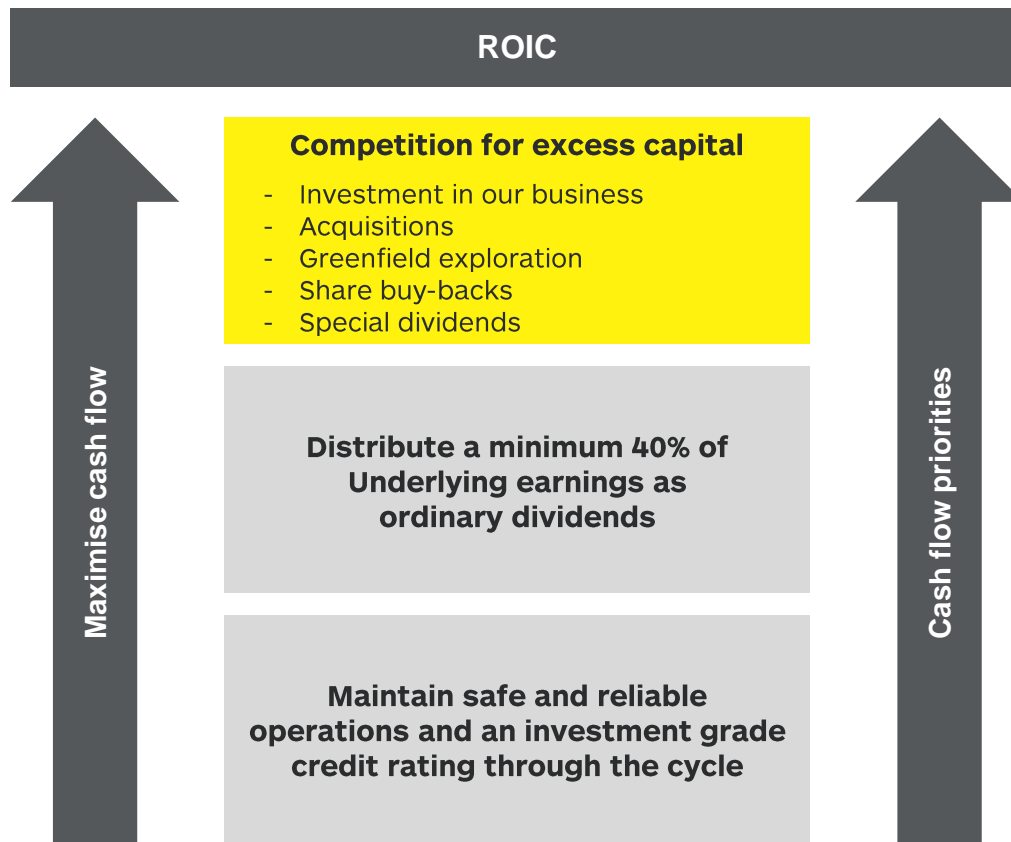 ROIC
Competition for excess capital
- Investment in our business
- Acquisitions
- Greenfield exploration
- Share buy-backs
- Special dividends
Maximise cash flow
Distribute a minimum 40% of
Underlying earnings as
ordinary dividends
Cash flow priorities
Maintain safe and reliable
operations and an investment grade
credit rating through the cycle